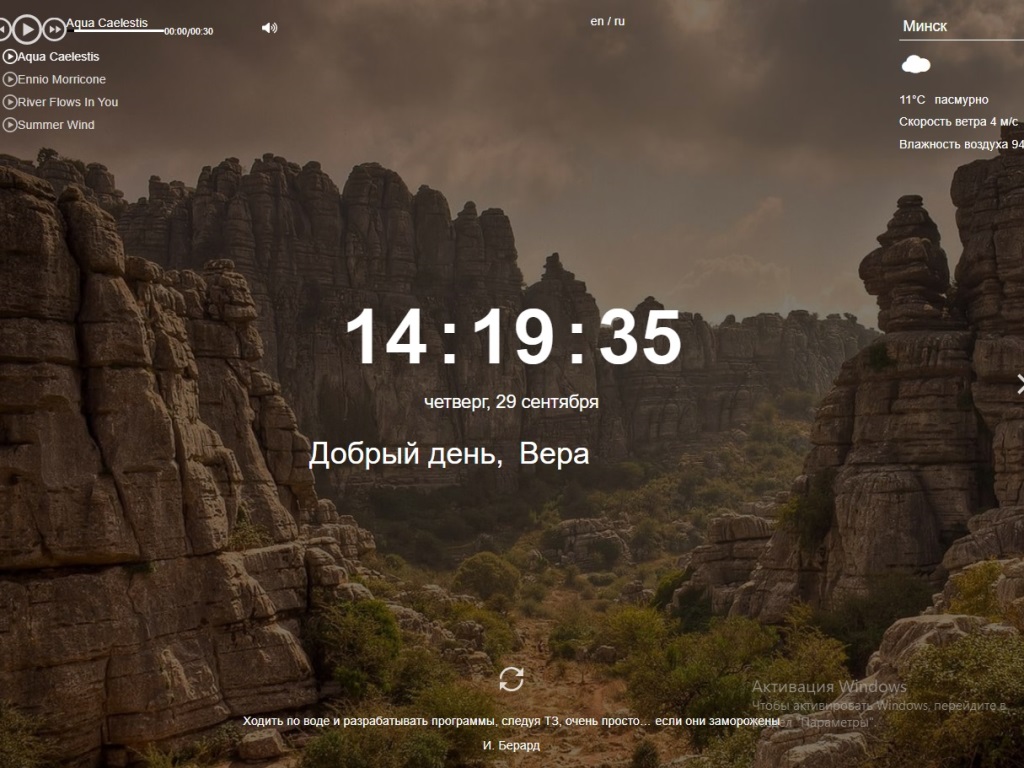 Aqua Caelestis
00:00/00:30
en / ru
Минск
Aqua Caelestis
Ennio Morricone
River Flows In You
Summer Wind
11°C пасмурно
Скорость ветра 4 м/с
Влажность воздуха 94
14:19:35
четверг, 29 сентября
Добрый день, Вера
Активация Windows
Чтобы активировать Windows, перейдите в
"Параметры".
Ходить по воде и разрабатывать программы, следуя ТЗ, очень просто… если они заморожены
И. Берард